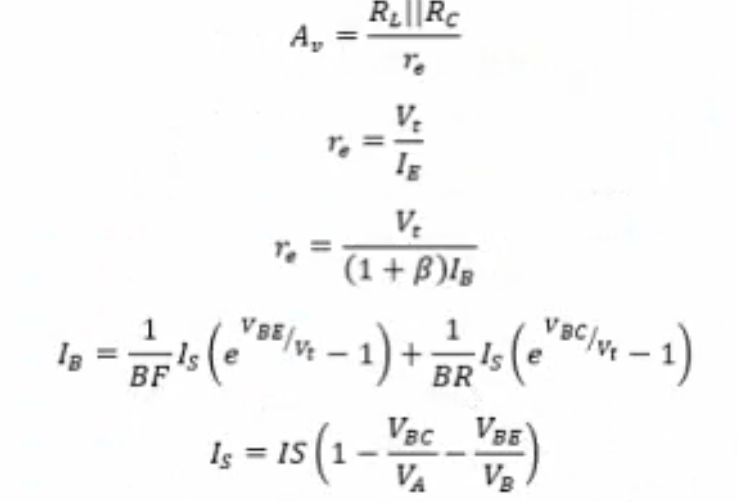 A_v = R_L||R_C / r_e
r_e = V_t / I_E
r_e = V_t / (1 + β)I_B
I_B = 1/BF I_S (e^{V_BE/V_t} − 1) + 1/BR I_S (e^{V_BC/V_t} − 1)
I_S = IS (1 − V_BC/V_A − V_BE/V_B)